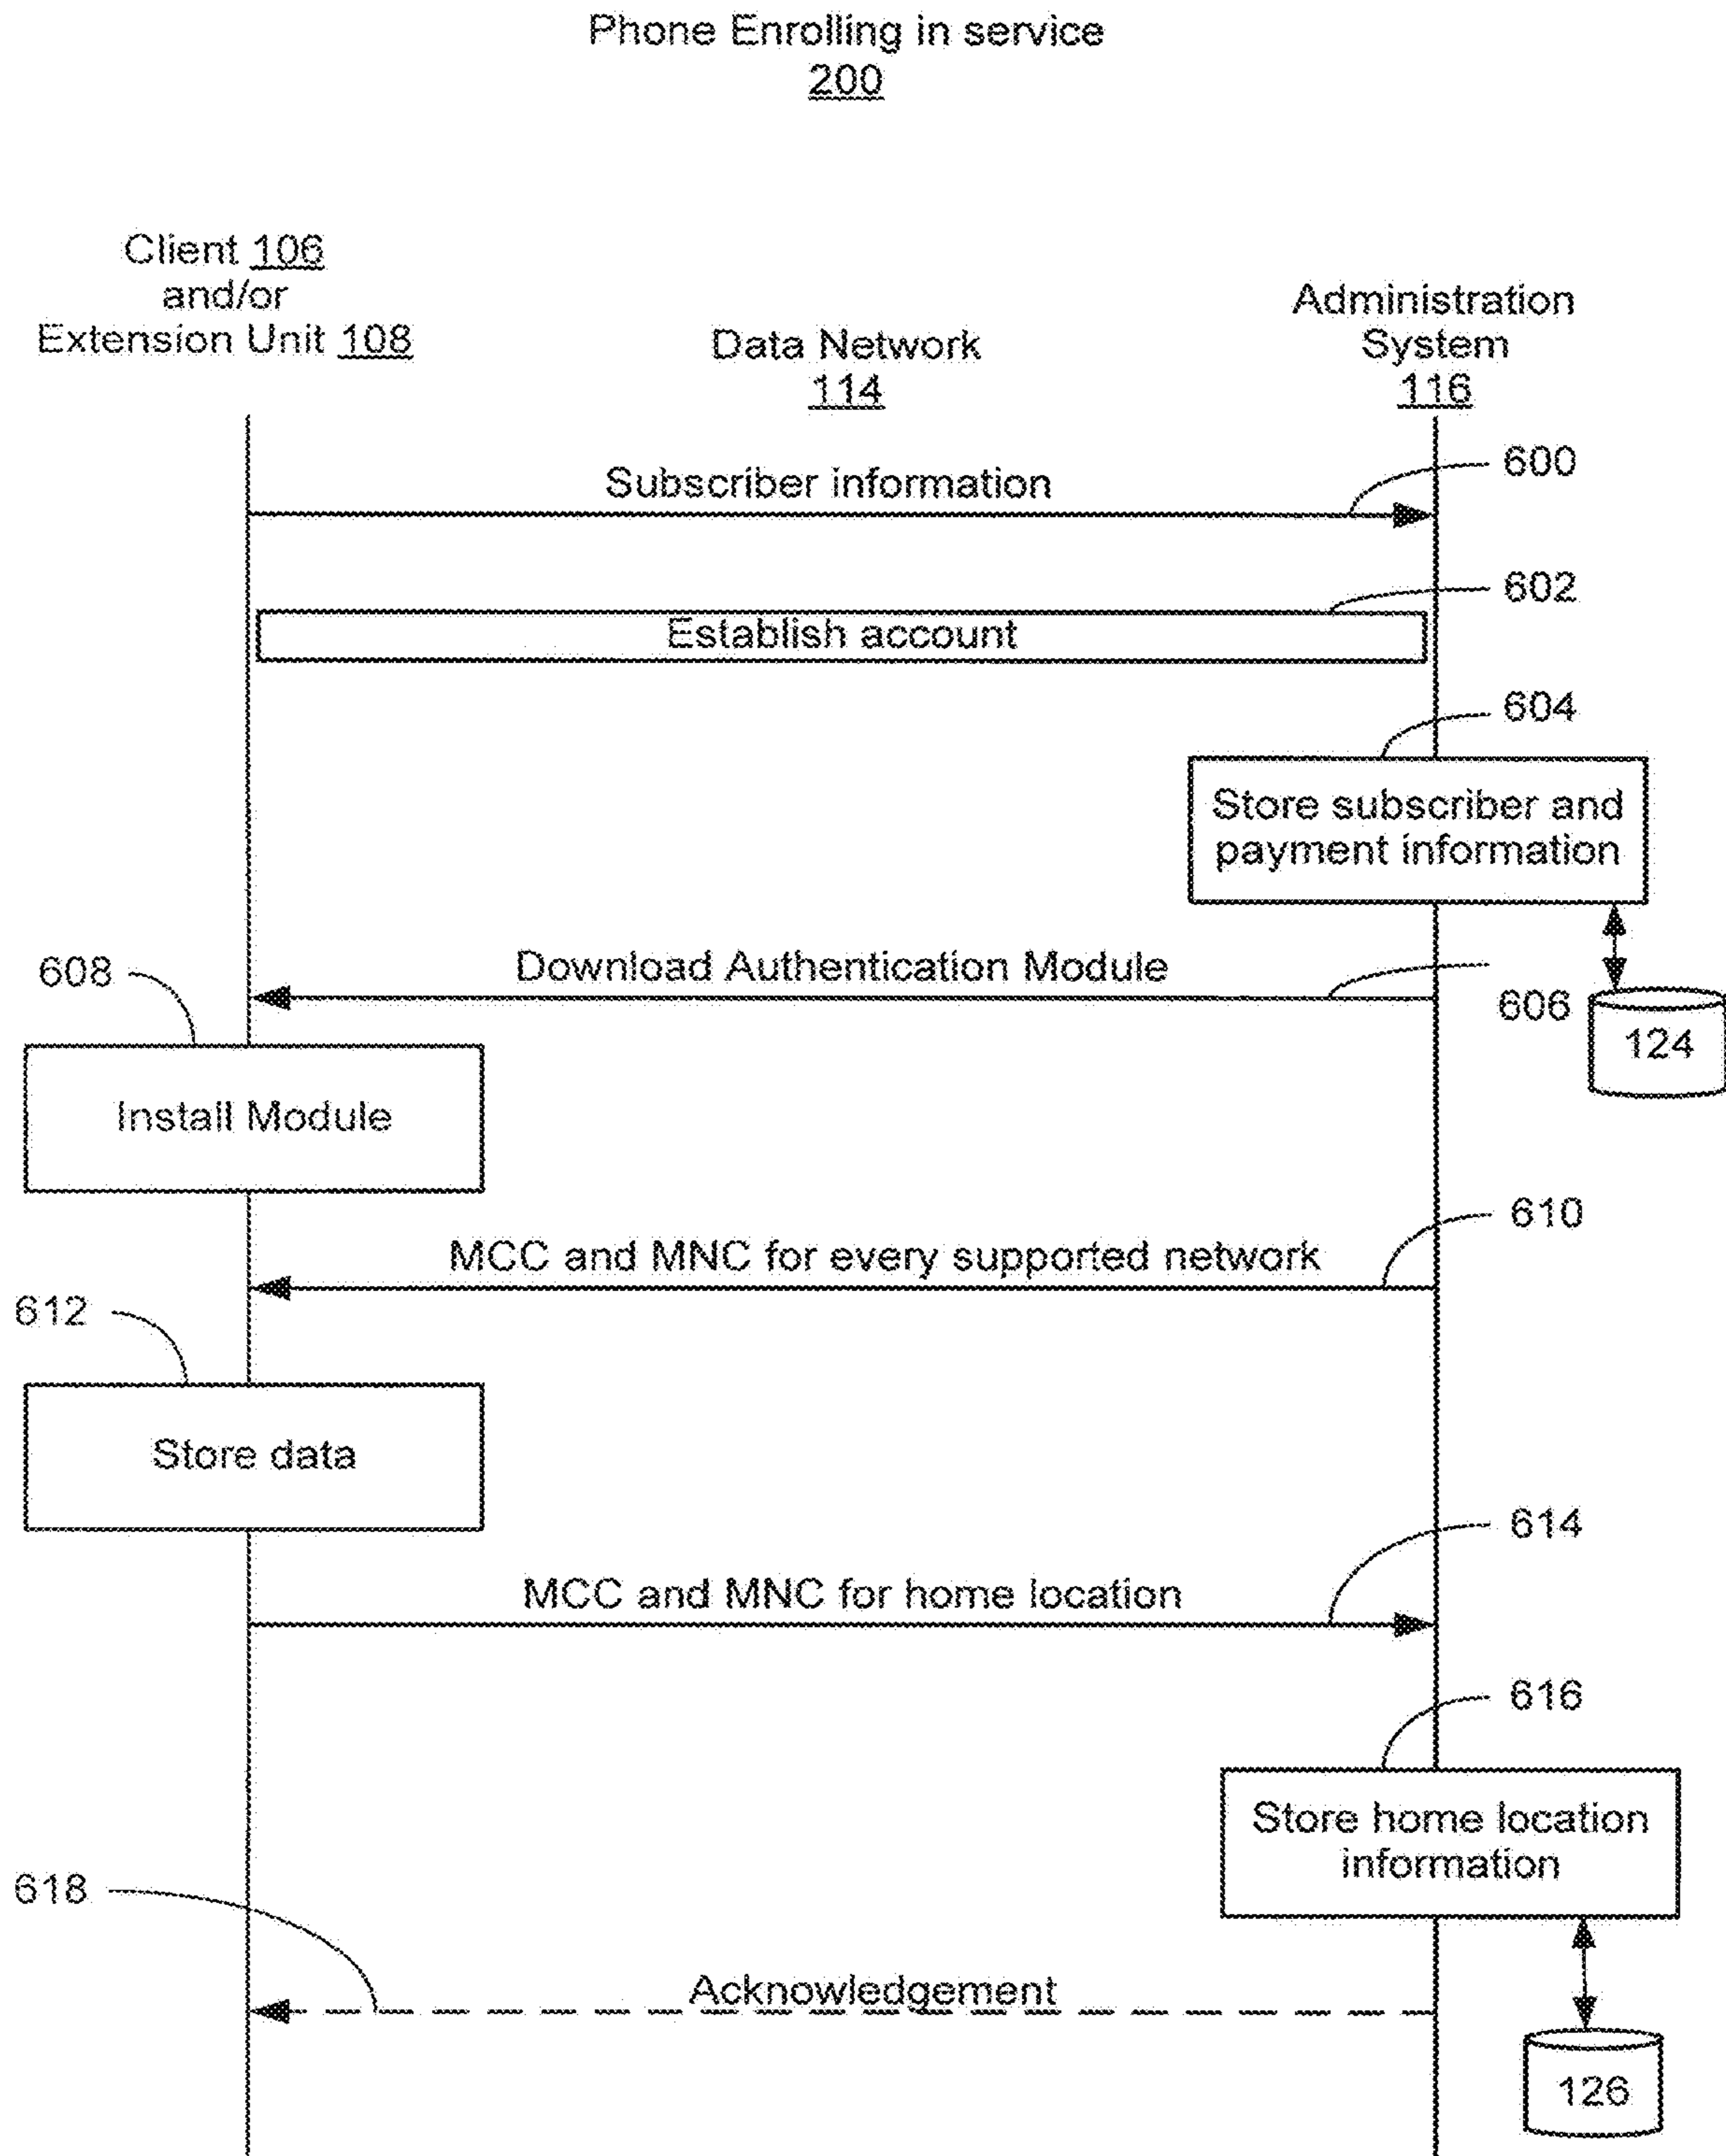 Phone Enrolling in service
200
Client 106
and/or
Extension Unit 108
Data Network
114
Administration
System
116
Subscriber information
600
602
Establish account
604
Store subscriber and
payment information
Download Authentication Module
606
608
124
Install Module
610
MCC and MNC for every supported network
612
Store data
614
MCC and MNC for home location
616
Store home location
information
618
Acknowledgement
126